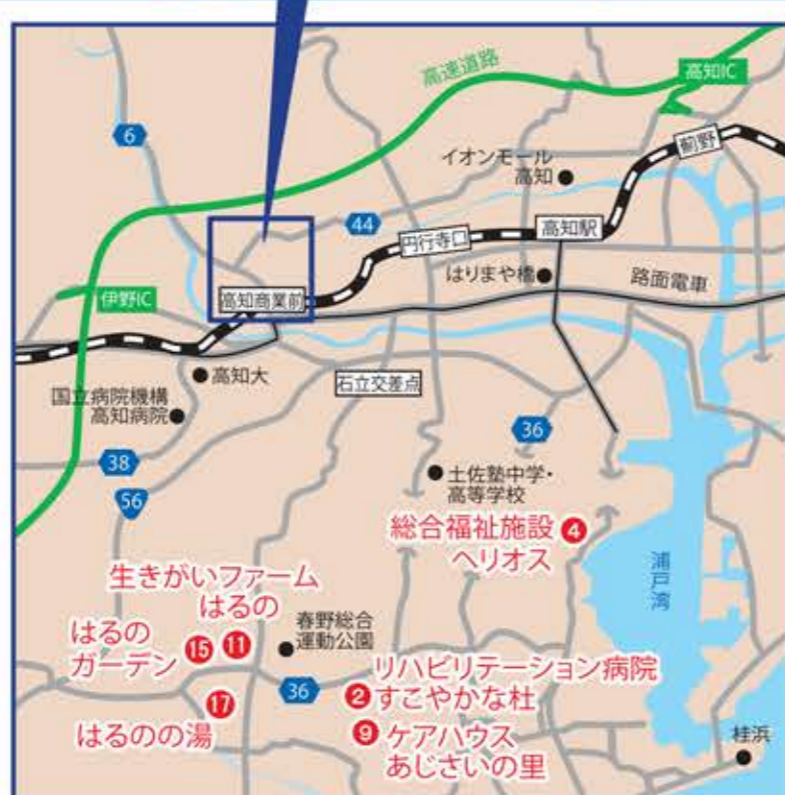 高速道路
高知IC
6
薊野
イオンモール
高知
44
円行寺口
高知駅
はりまや橋
路面電車
伊野IC
高知商業前
高知大
石立交差点
国立病院機構
高知病院
36
38
土佐塾中学・
高等学校
56
総合福祉施設
ヘリオス
4
浦戸湾
生きがいファーム
はるの
はるの
ガーデン
15
11
春野総合
運動公園
リハビリテーション病院
すこやかな杜
2
17
36
はるのの湯
9
ケアハウス
あじさいの里
桂浜